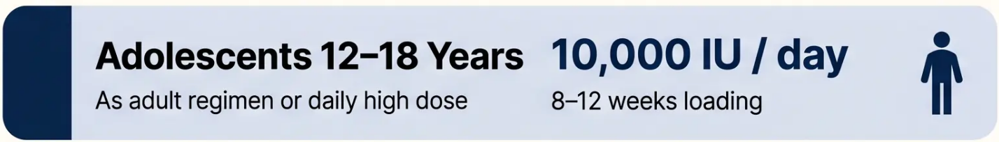 Adolescents 12–18 Years
As adult regimen or daily high dose
10,000 IU / day
8–12 weeks loading